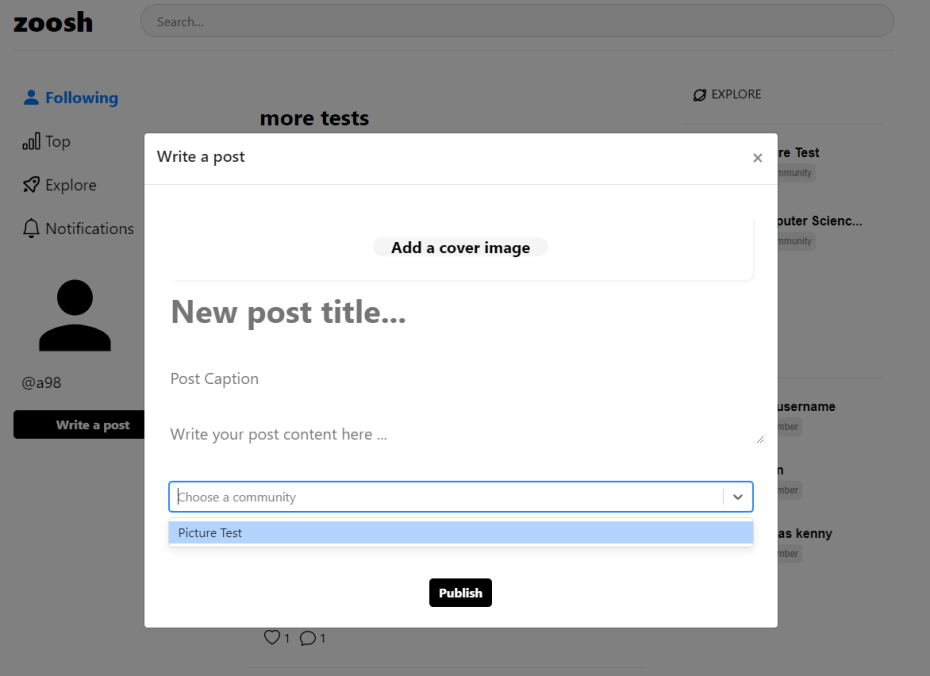 zoosh
Search...
Following
Top
Explore
Notifications
@a98
Write a post
more tests
EXPLORE
re Test
mmunity
puter Scienc...
mmunity
username
mber
n
mber
as kenny
mber
Write a post
×
Add a cover image
New post title...
Post Caption
Write your post content here ...
Choose a community
Picture Test
Publish
1 1